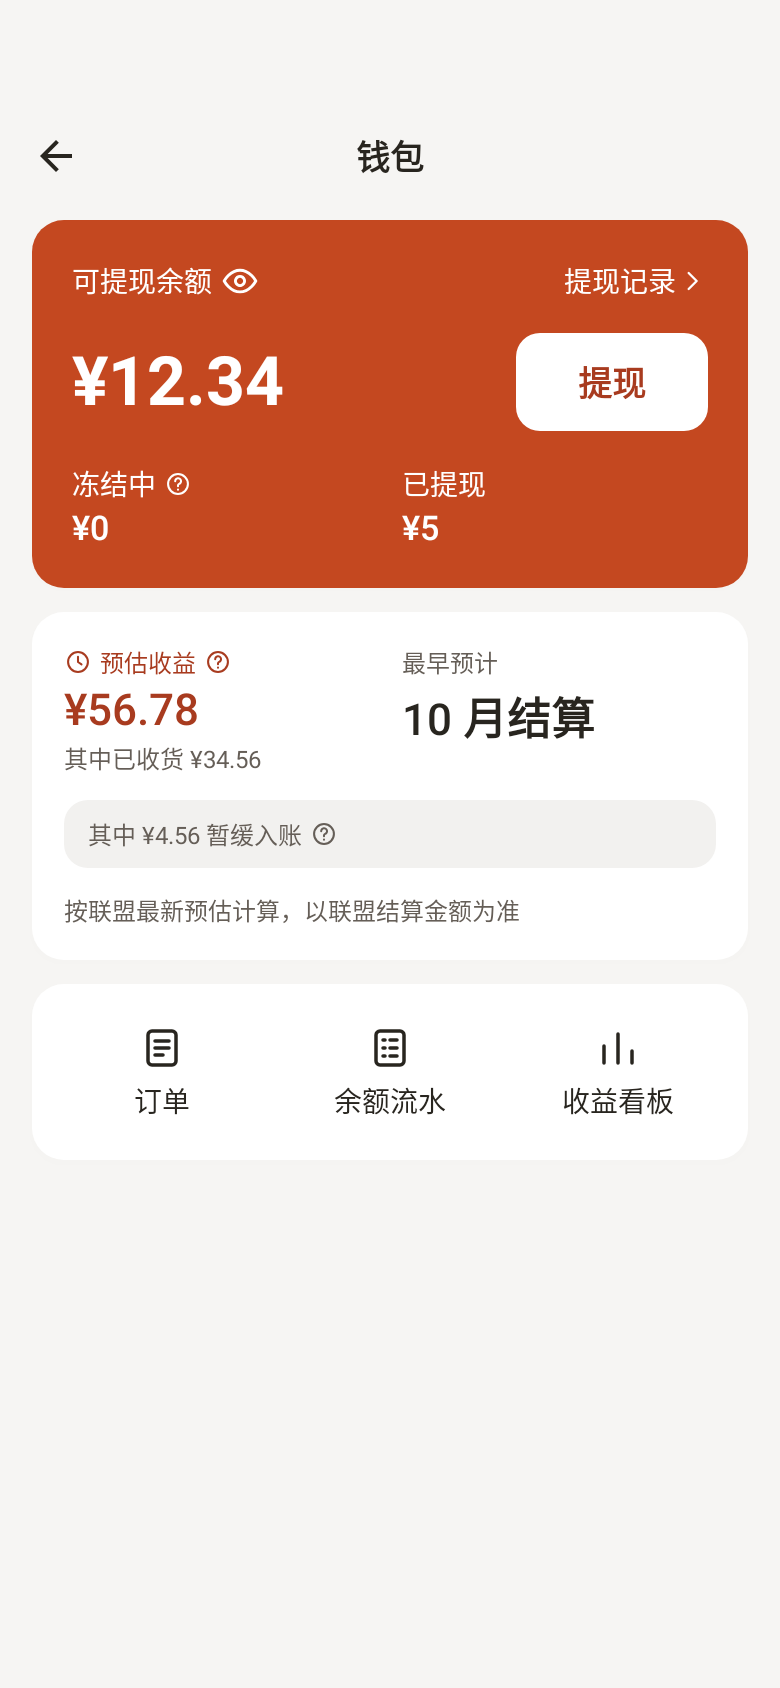 钱包
可提现余额
提现记录
¥12.34
提现
冻结中
已提现
¥0
¥5
预估收益
最早预计
¥56.78
10 月结算
其中已收货 ¥34.56
其中 ¥4.56 暂缓入账
按联盟最新预估计算，以联盟结算金额为准
订单
余额流水
收益看板